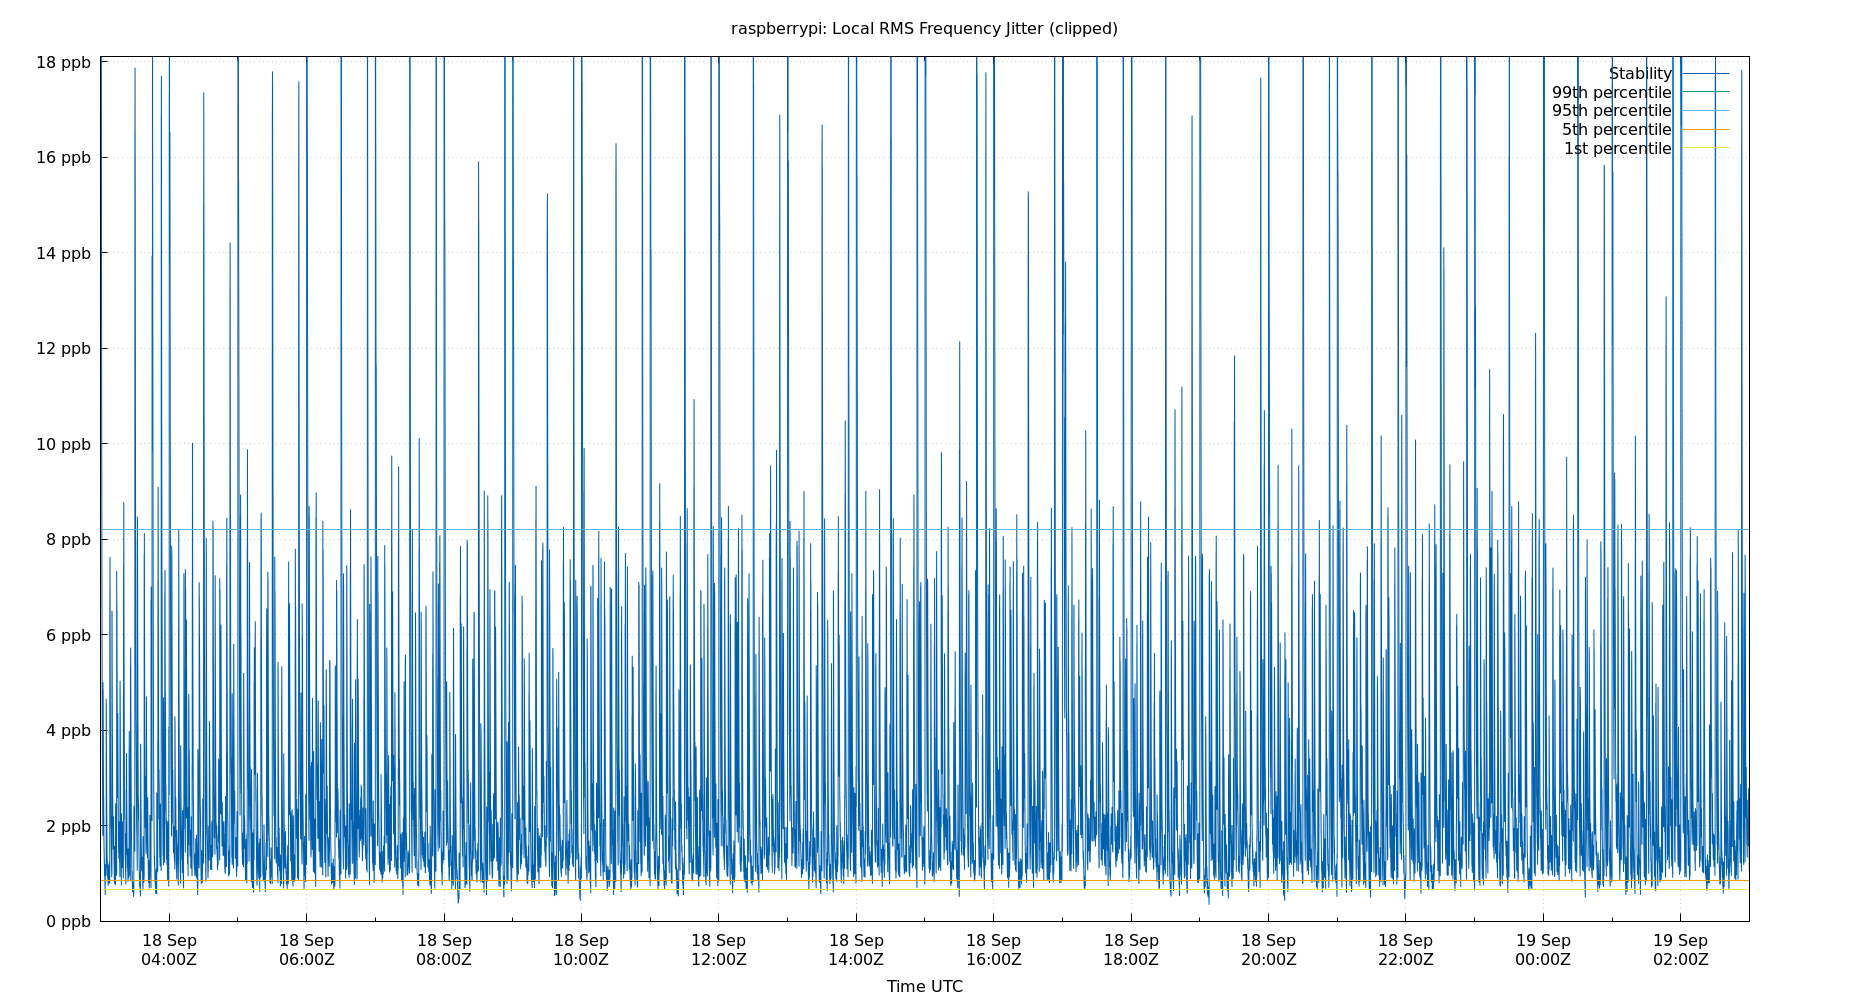 raspberrypi: Local RMS Frequency Jitter (clipped)
18 ppb
16 ppb
14 ppb
12 ppb
10 ppb
8 ppb
6 ppb
4 ppb
2 ppb
0 ppb
Stability
99th percentile
95th percentile
5th percentile
1st percentile
18 Sep 18 Sep 18 Sep 18 Sep 18 Sep 18 Sep 18 Sep 18 Sep 18 Sep 18 Sep 19 Sep 19 Sep
04:00Z 06:00Z 08:00Z 10:00Z 12:00Z 14:00Z 16:00Z 18:00Z 20:00Z 22:00Z 00:00Z 02:00Z
Time UTC